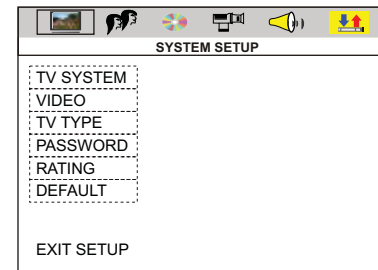 SYSTEM SETUP
TV SYSTEM
VIDEO
TV TYPE
PASSWORD
RATING
DEFAULT
EXIT SETUP